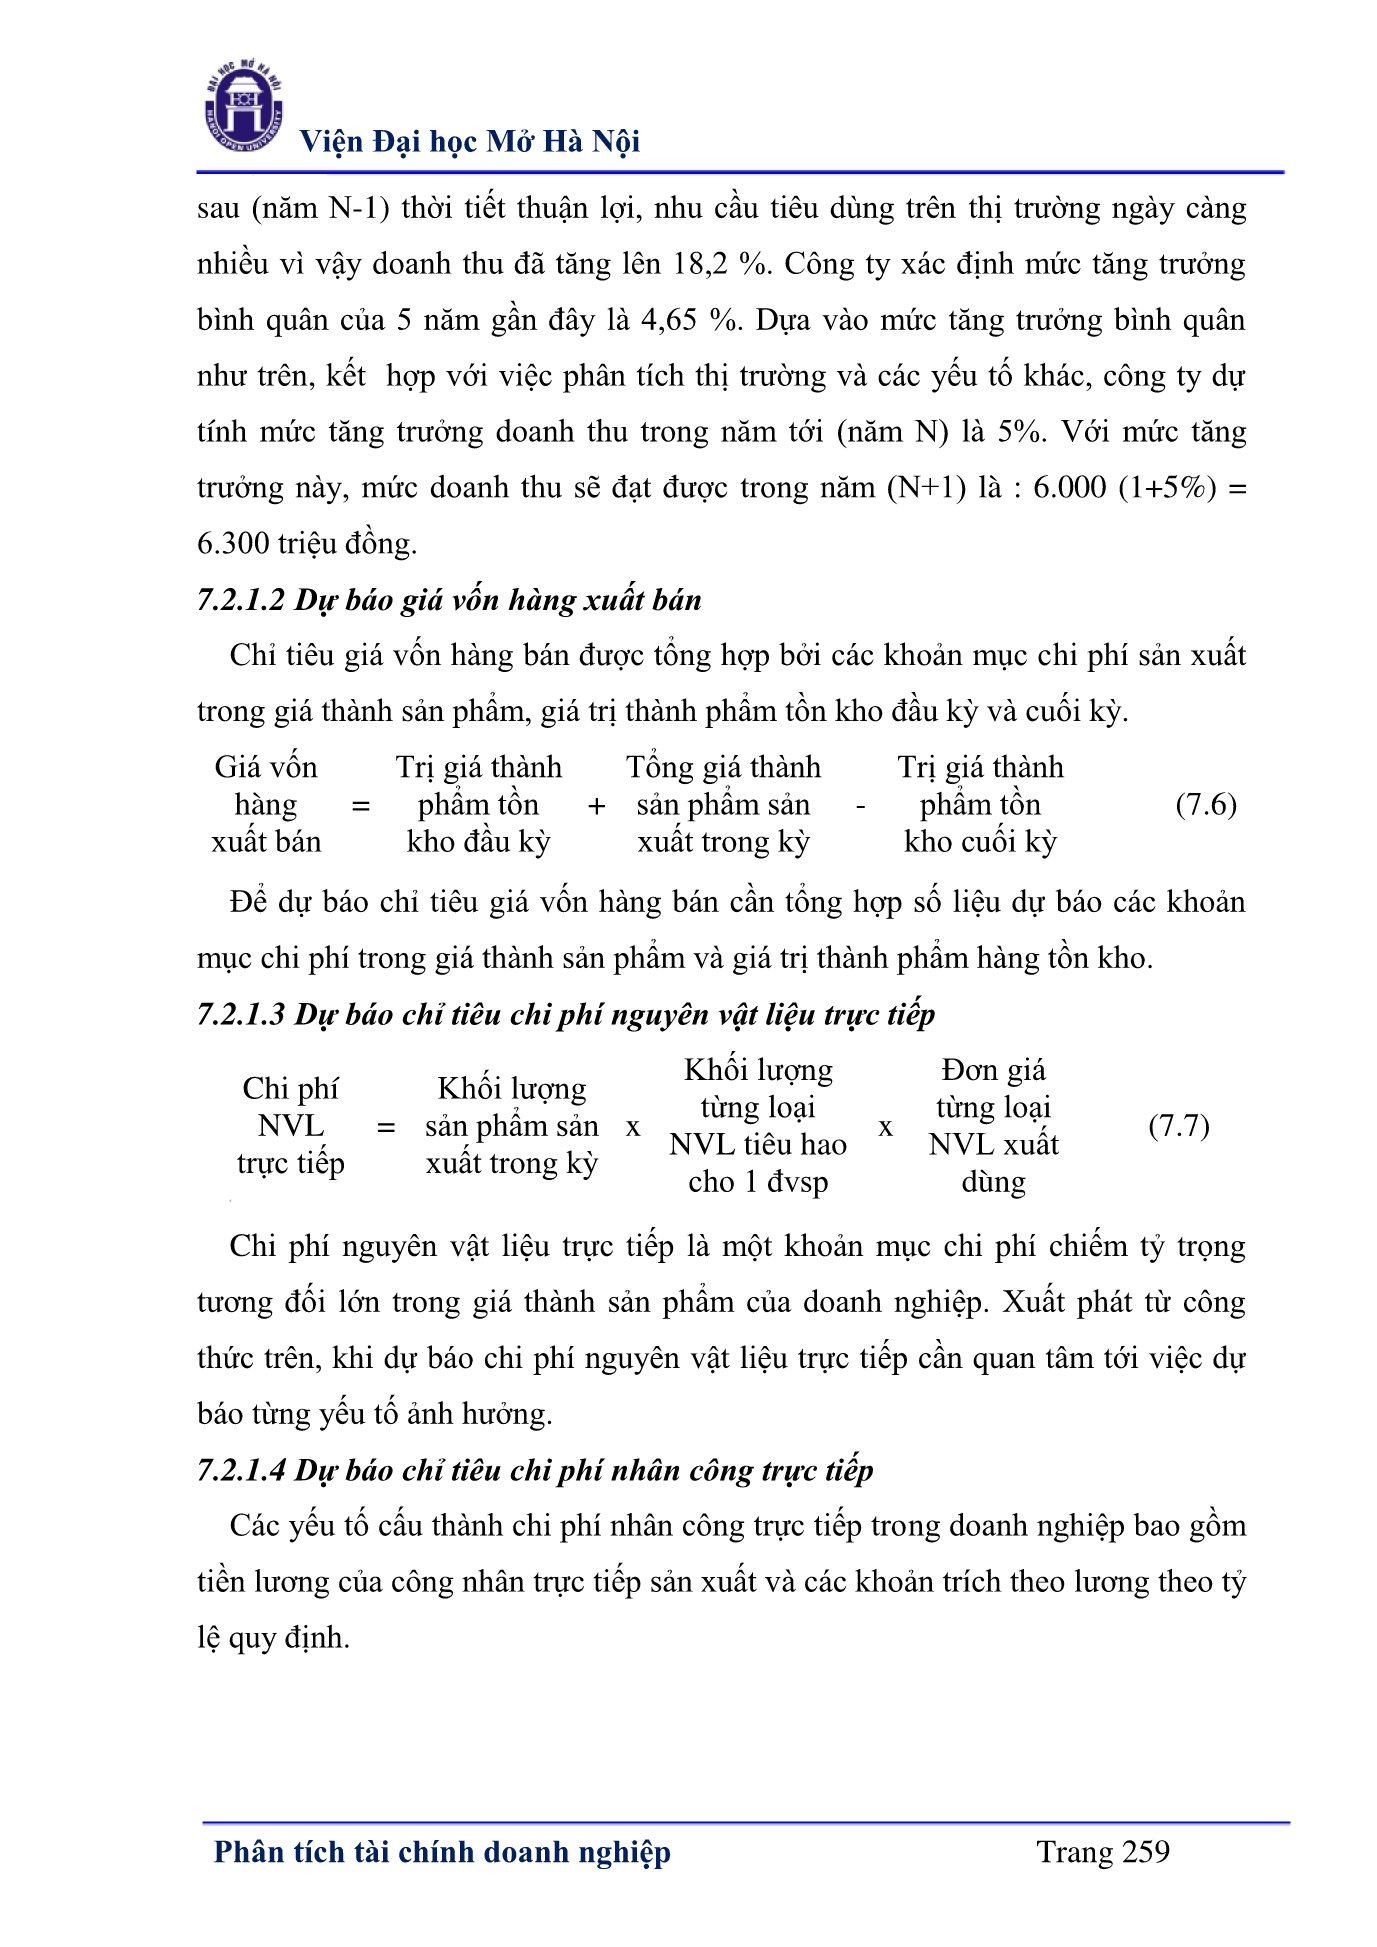 ĐẠI HỌC MỞ HÀ NỘI
HANOI OPEN UNIVERSITY
Viện Đại học Mở Hà Nội
sau (năm N-1) thời tiết thuận lợi, nhu cầu tiêu dùng trên thị trường ngày càng
nhiều vì vậy doanh thu đã tăng lên 18,2 %. Công ty xác định mức tăng trưởng
bình quân của 5 năm gần đây là 4,65 %. Dựa vào mức tăng trưởng bình quân
như trên, kết hợp với việc phân tích thị trường và các yếu tố khác, công ty dự
tính mức tăng trưởng doanh thu trong năm tới (năm N) là 5%. Với mức tăng
trưởng này, mức doanh thu sẽ đạt được trong năm (N+1) là : 6.000 (1+5%) =
6.300 triệu đồng.
7.2.1.2 Dự báo giá vốn hàng xuất bán
Chỉ tiêu giá vốn hàng bán được tổng hợp bởi các khoản mục chi phí sản xuất
trong giá thành sản phẩm, giá trị thành phẩm tồn kho đầu kỳ và cuối kỳ.
Giá vốn Trị giá thành Tổng giá thành Trị giá thành
hàng = phẩm tồn + sản phẩm sản - phẩm tồn (7.6)
xuất bán kho đầu kỳ xuất trong kỳ kho cuối kỳ
Để dự báo chỉ tiêu giá vốn hàng bán cần tổng hợp số liệu dự báo các khoản
mục chi phí trong giá thành sản phẩm và giá trị thành phẩm hàng tồn kho.
7.2.1.3 Dự báo chỉ tiêu chi phí nguyên vật liệu trực tiếp
Khối lượng Đơn giá
Chi phí Khối lượng từng loại từng loại
NVL = sản phẩm sản x NVL tiêu hao x NVL xuất (7.7)
trực tiếp xuất trong kỳ cho 1 đvsp dùng
Chi phí nguyên vật liệu trực tiếp là một khoản mục chi phí chiếm tỷ trọng
tương đối lớn trong giá thành sản phẩm của doanh nghiệp. Xuất phát từ công
thức trên, khi dự báo chi phí nguyên vật liệu trực tiếp cần quan tâm tới việc dự
báo từng yếu tố ảnh hưởng.
7.2.1.4 Dự báo chỉ tiêu chi phí nhân công trực tiếp
Các yếu tố cấu thành chi phí nhân công trực tiếp trong doanh nghiệp bao gồm
tiền lương của công nhân trực tiếp sản xuất và các khoản trích theo lương theo tỷ
lệ quy định.
Phân tích tài chính doanh nghiệp Trang 259